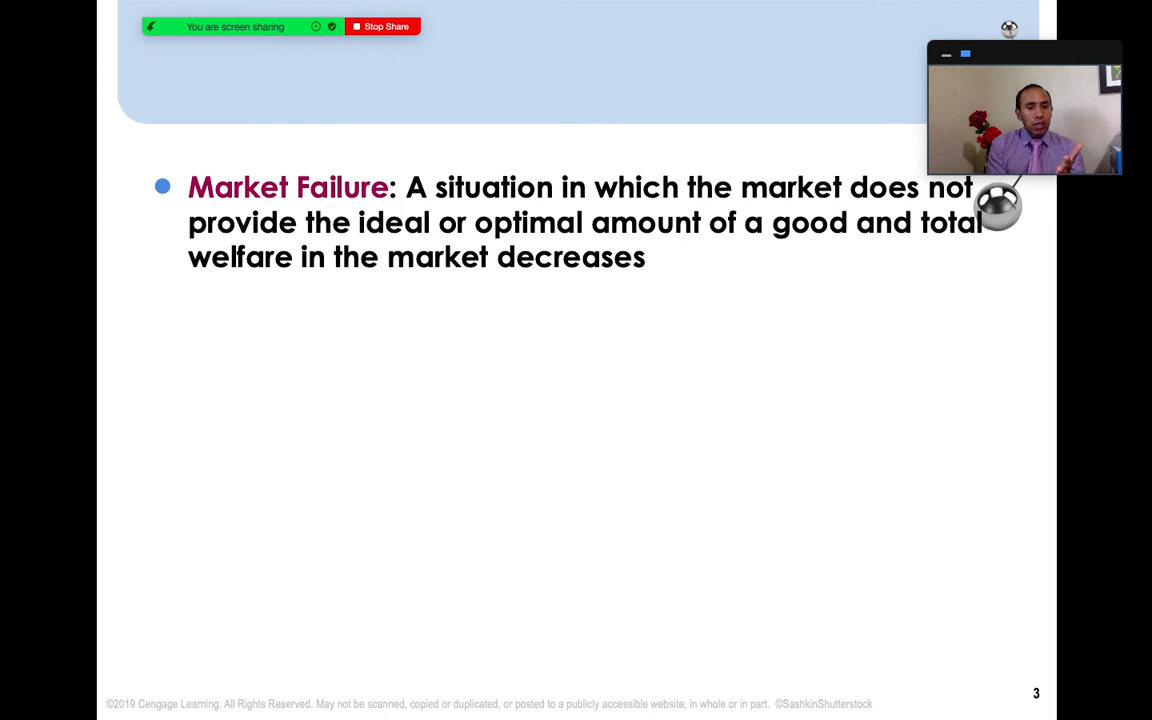 You are screen sharing Stop Share
Market Failure: A situation in which the market does not
provide the ideal or optimal amount of a good and total
welfare in the market decreases
3
©2019 Cengage Learning. All Rights Reserved. May not be scanned, copied or duplicated, or posted to a publicly accessible website, in whole or in part. ©SashkinShutterstock